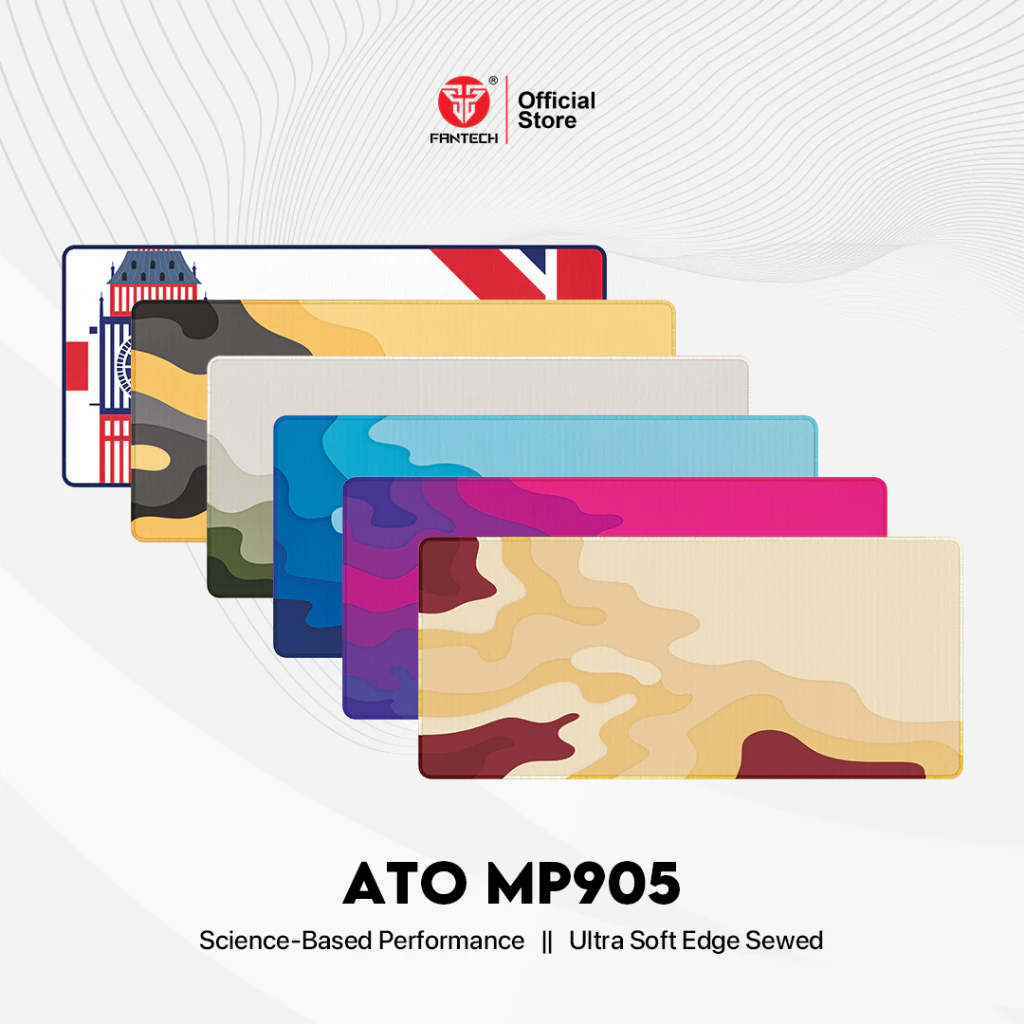 ®
FANTECH
Official
Store
ATO MP905
Science-Based Performance || Ultra Soft Edge Sewed